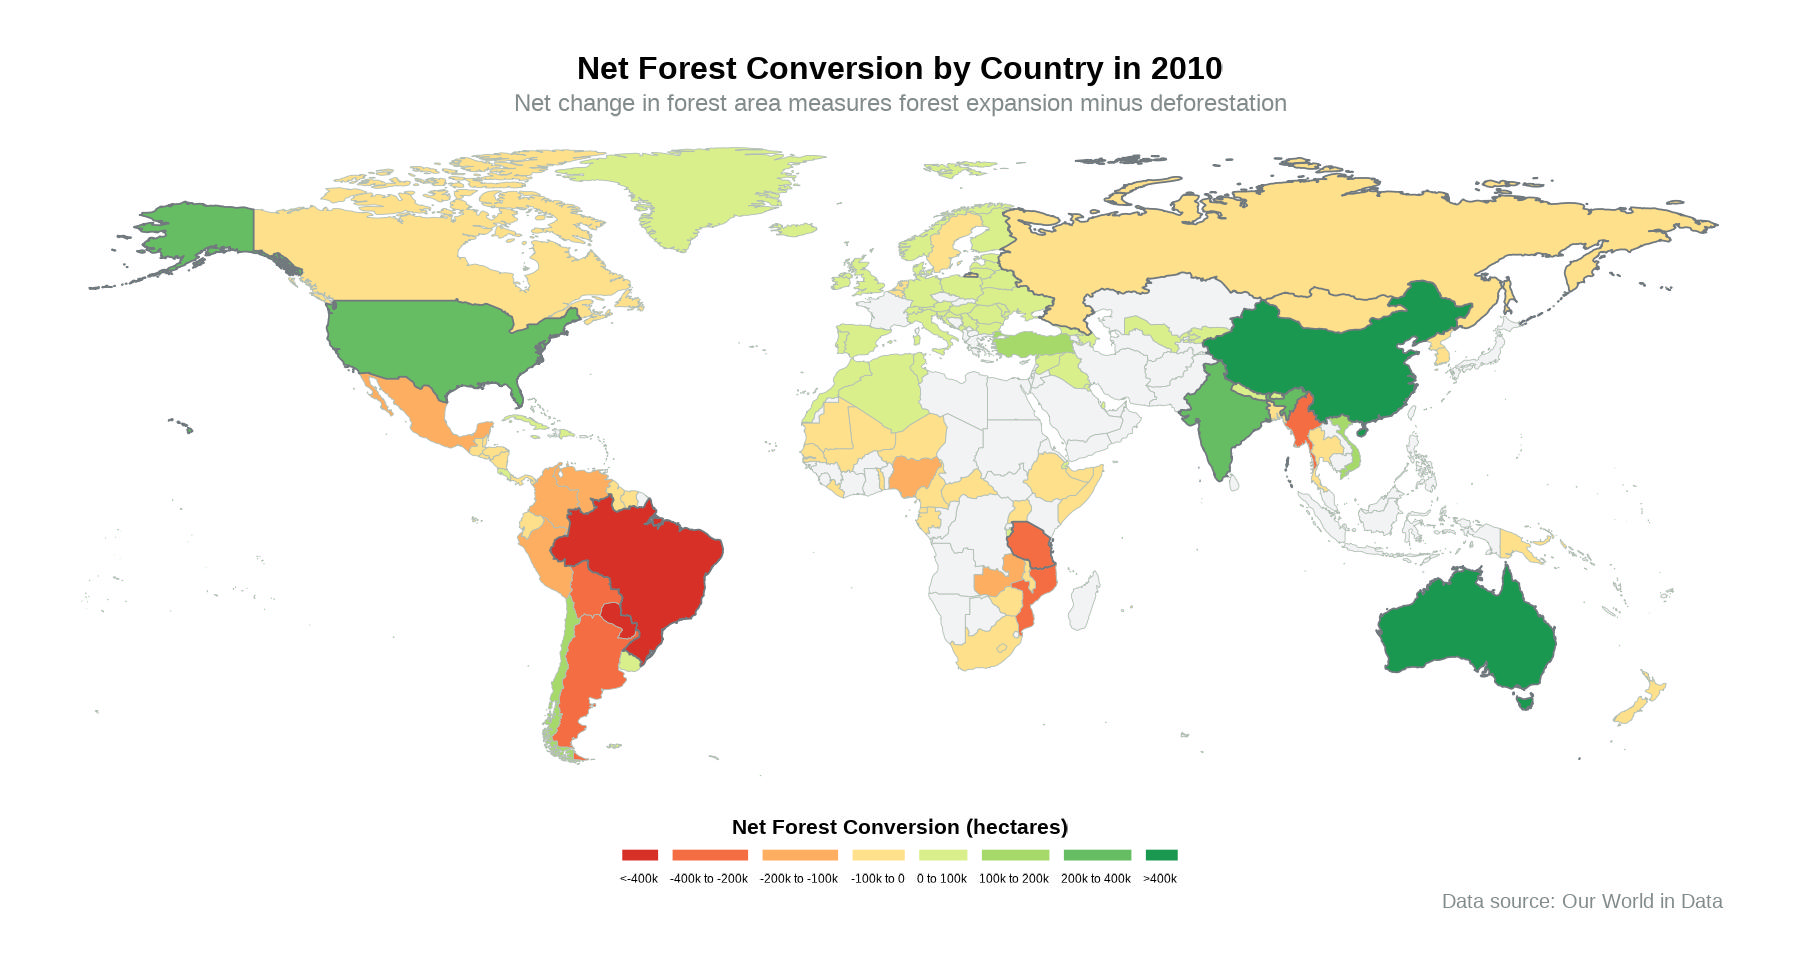 Net Forest Conversion by Country in 2010
Net change in forest area measures forest expansion minus deforestation
Net Forest Conversion (hectares)
<-400k -400k to -200k -200k to -100k -100k to 0 0 to 100k 100k to 200k 200k to 400k >400k
Data source: Our World in Data